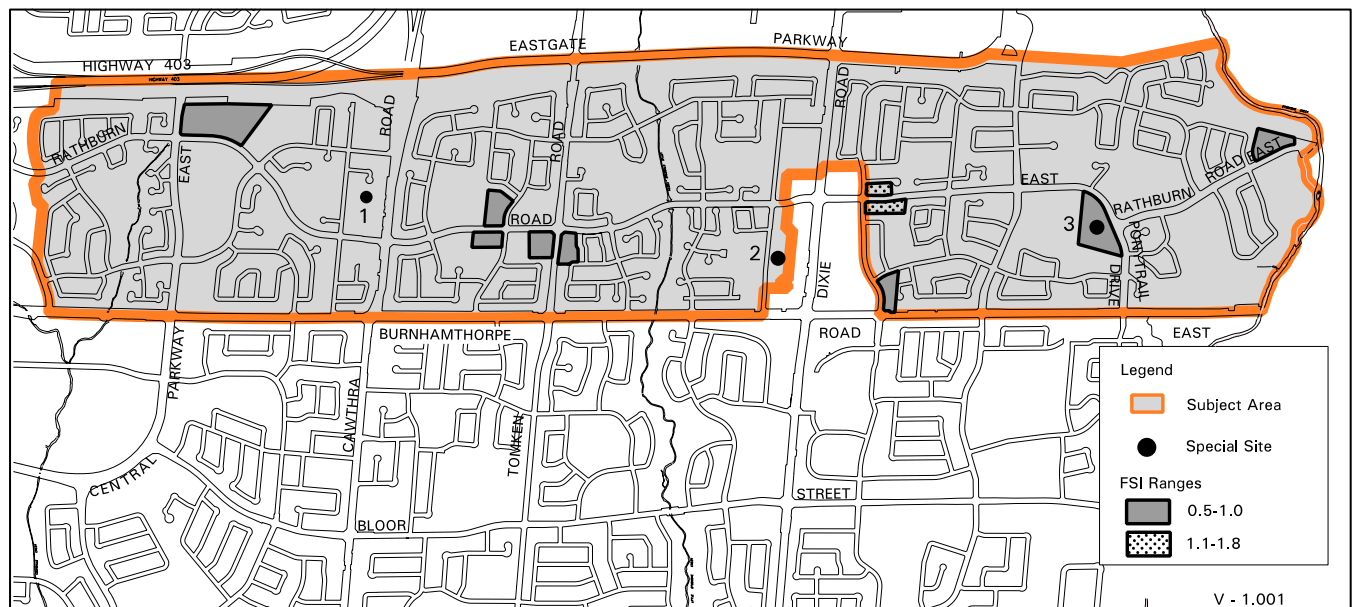 EASTGATE PARKWAY
HIGHWAY 403
HIGHWAY 403
RATHBURN
EAST
ROAD
ROAD
ROAD
ROAD
EAST
RATHBURN
ROAD EAST
1
2
3
DIXIE
PONYTRAIL
DRIVE
BURNHAMTHORPE
ROAD
EAST
PARKWAY
CAWTHRA
TOMKEN
CENTRAL
BLOOR
STREET
Legend
Subject Area
Special Site
FSI Ranges
0.5-1.0
1.1-1.8
V - 1.001